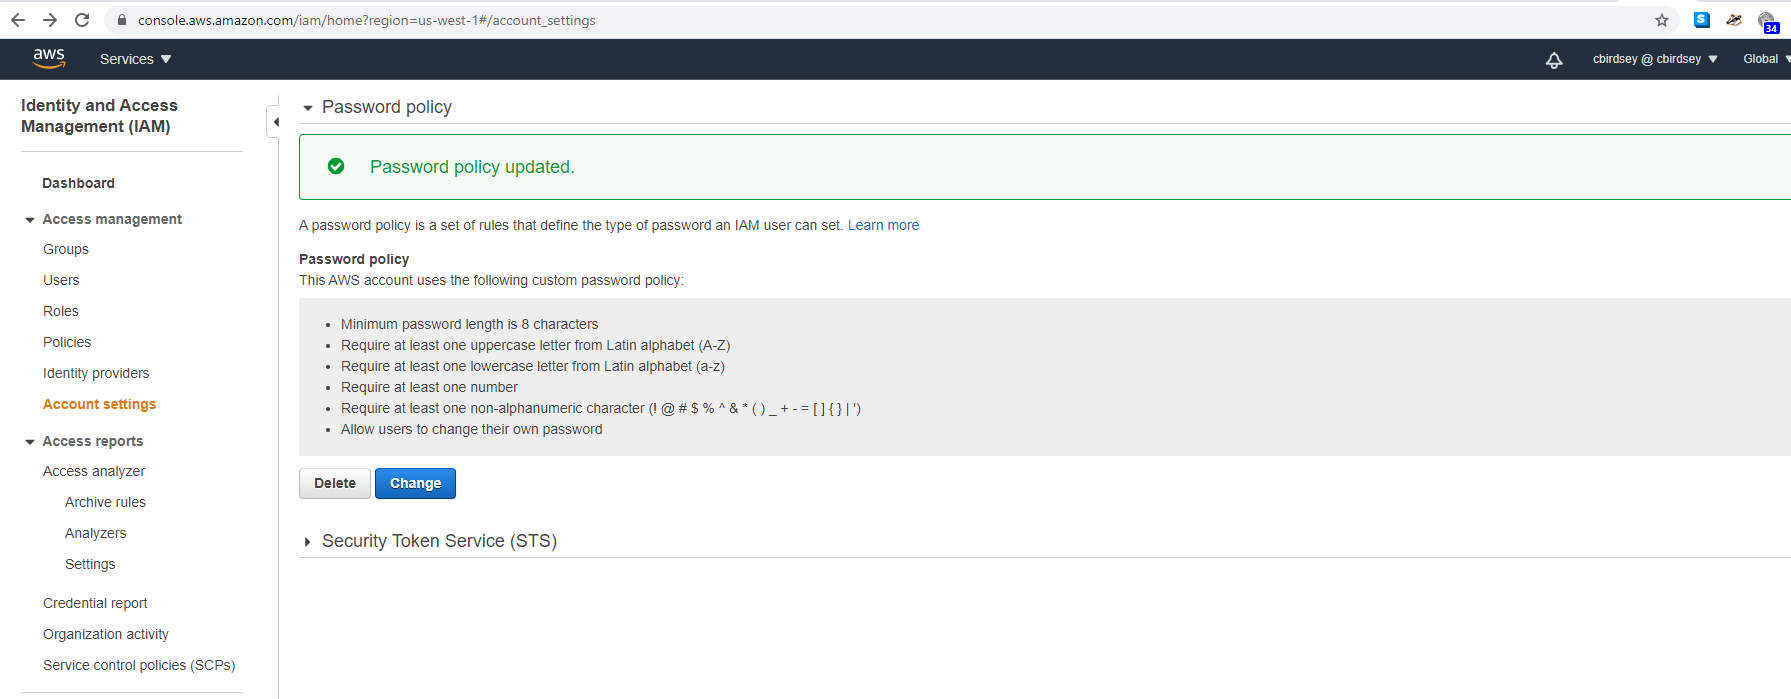 console.aws.amazon.com/iam/home?region=us-west-1#/account_settings
S
34
aws
Services
cbirdsey @ cbirdsey
Global
Identity and Access
Management (IAM)
Dashboard
Access management
Groups
Users
Roles
Policies
Identity providers
Account settings
Access reports
Access analyzer
Archive rules
Analyzers
Settings
Credential report
Organization activity
Service control policies (SCPs)
Password policy
Password policy updated.
A password policy is a set of rules that define the type of password an IAM user can set. Learn more
Password policy
This AWS account uses the following custom password policy:
• Minimum password length is 8 characters
• Require at least one uppercase letter from Latin alphabet (A-Z)
• Require at least one lowercase letter from Latin alphabet (a-z)
• Require at least one number
• Require at least one non-alphanumeric character (! @ # $ % ^ & * ( ) _ + - = [ ] { } | ')
• Allow users to change their own password
Delete
Change
Security Token Service (STS)